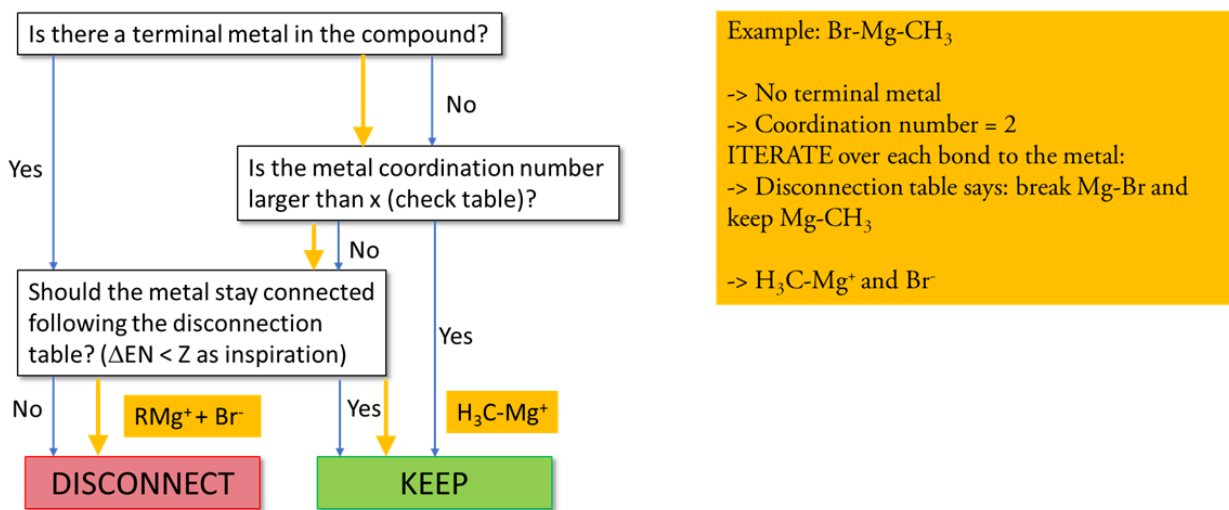 Is there a terminal metal in the compound?
No
Yes
Is the metal coordination number
larger than x (check table)?
No
Should the metal stay connected
following the disconnection
table? (ΔEN < Z as inspiration)
Yes
No
RMg⁺ + Br⁻
Yes
H₃C-Mg⁺
DISCONNECT
KEEP
Example: Br-Mg-CH₃
-> No terminal metal
-> Coordination number = 2
ITERATE over each bond to the metal:
-> Disconnection table says: break Mg-Br and
keep Mg-CH₃
-> H₃C-Mg⁺ and Br⁻